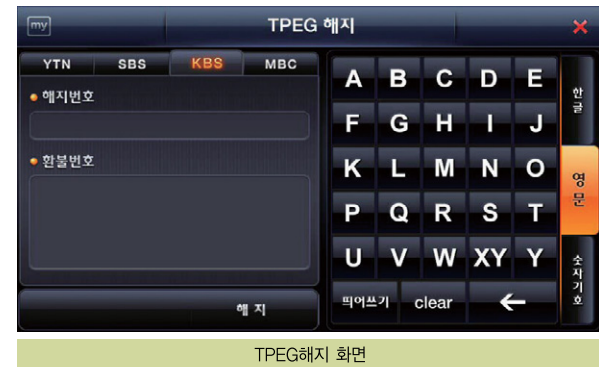 my TPEG 해지
YTN SBS KBS MBC
해지번호
환불번호
해 지
A B C D E
F G H I J
K L M N O
P Q R S T
U V W XY Y
띄어쓰기 clear ←
한글
영문
숫자기호
TPEG해지 화면